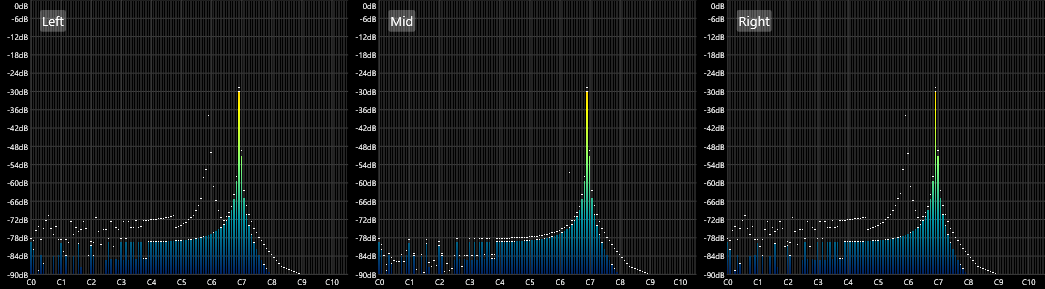 Left
0dB
-6dB
-12dB
-18dB
-24dB
-30dB
-36dB
-42dB
-48dB
-54dB
-60dB
-66dB
-72dB
-78dB
-84dB
-90dB
C0 C1 C2 C3 C4 C5 C6 C7 C8 C9 C10
Mid
0dB
-6dB
-12dB
-18dB
-24dB
-30dB
-36dB
-42dB
-48dB
-54dB
-60dB
-66dB
-72dB
-78dB
-84dB
-90dB
C0 C1 C2 C3 C4 C5 C6 C7 C8 C9 C10
Right
0dB
-6dB
-12dB
-18dB
-24dB
-30dB
-36dB
-42dB
-48dB
-54dB
-60dB
-66dB
-72dB
-78dB
-84dB
-90dB
C0 C1 C2 C3 C4 C5 C6 C7 C8 C9 C10